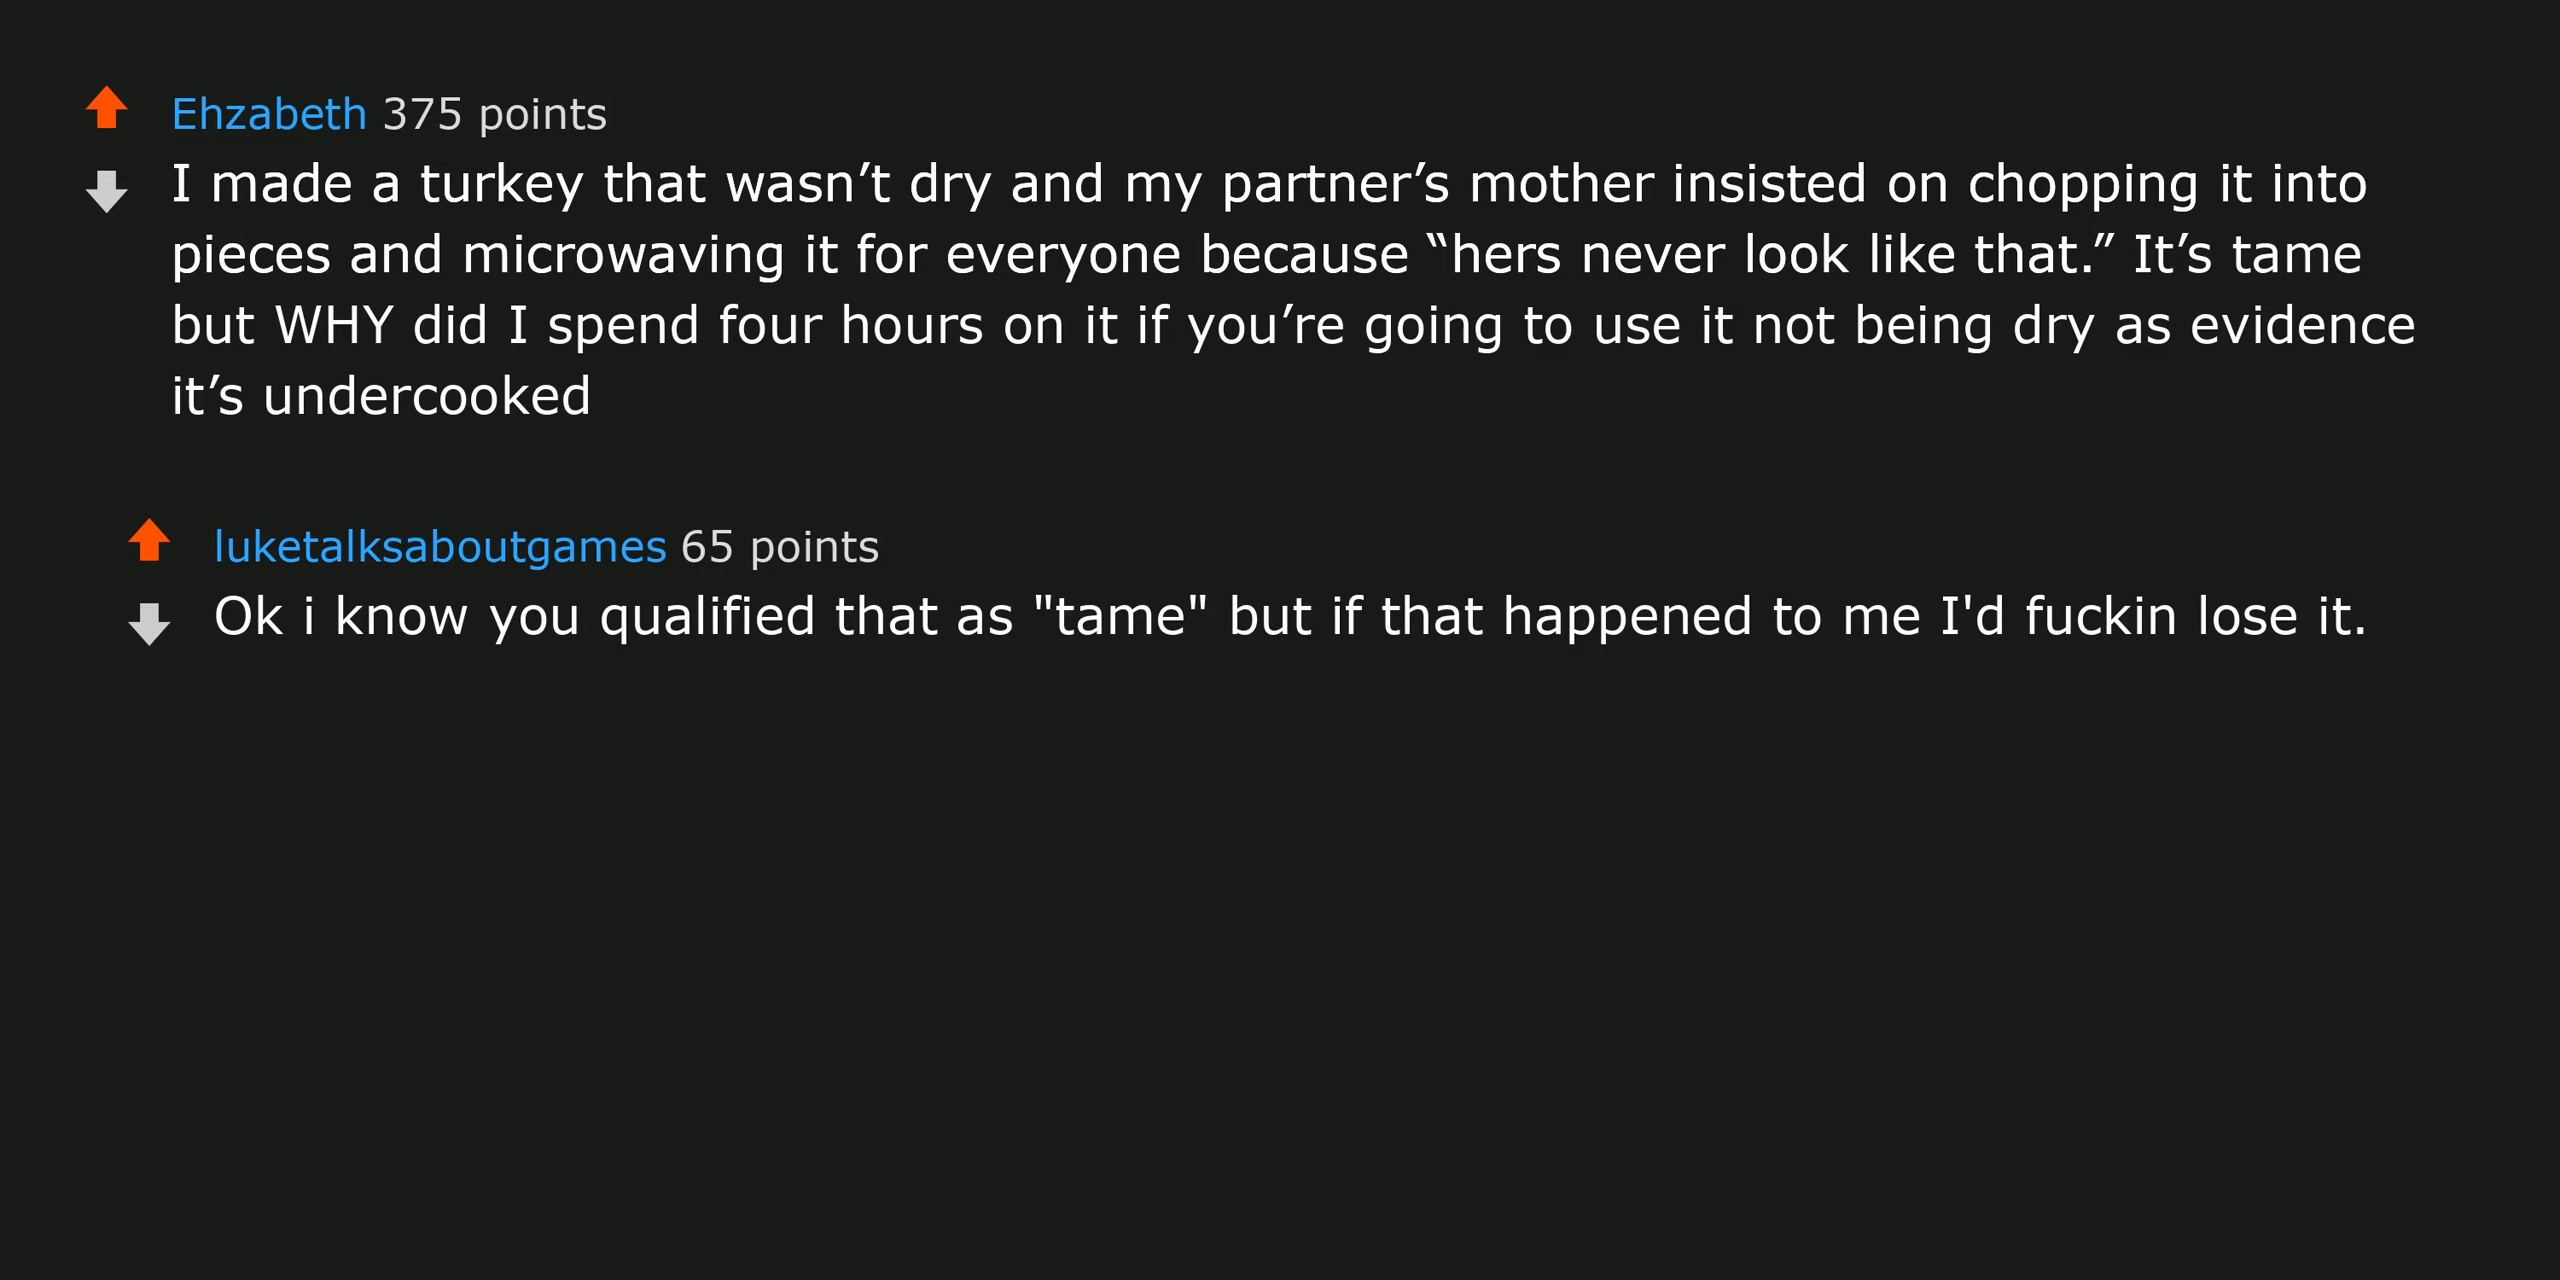 Ehzabeth 375 points
I made a turkey that wasn’t dry and my partner’s mother insisted on chopping it into
pieces and microwaving it for everyone because “hers never look like that.” It’s tame
but WHY did I spend four hours on it if you’re going to use it not being dry as evidence
it’s undercooked
luketalksaboutgames 65 points
Ok i know you qualified that as "tame" but if that happened to me I'd fuckin lose it.